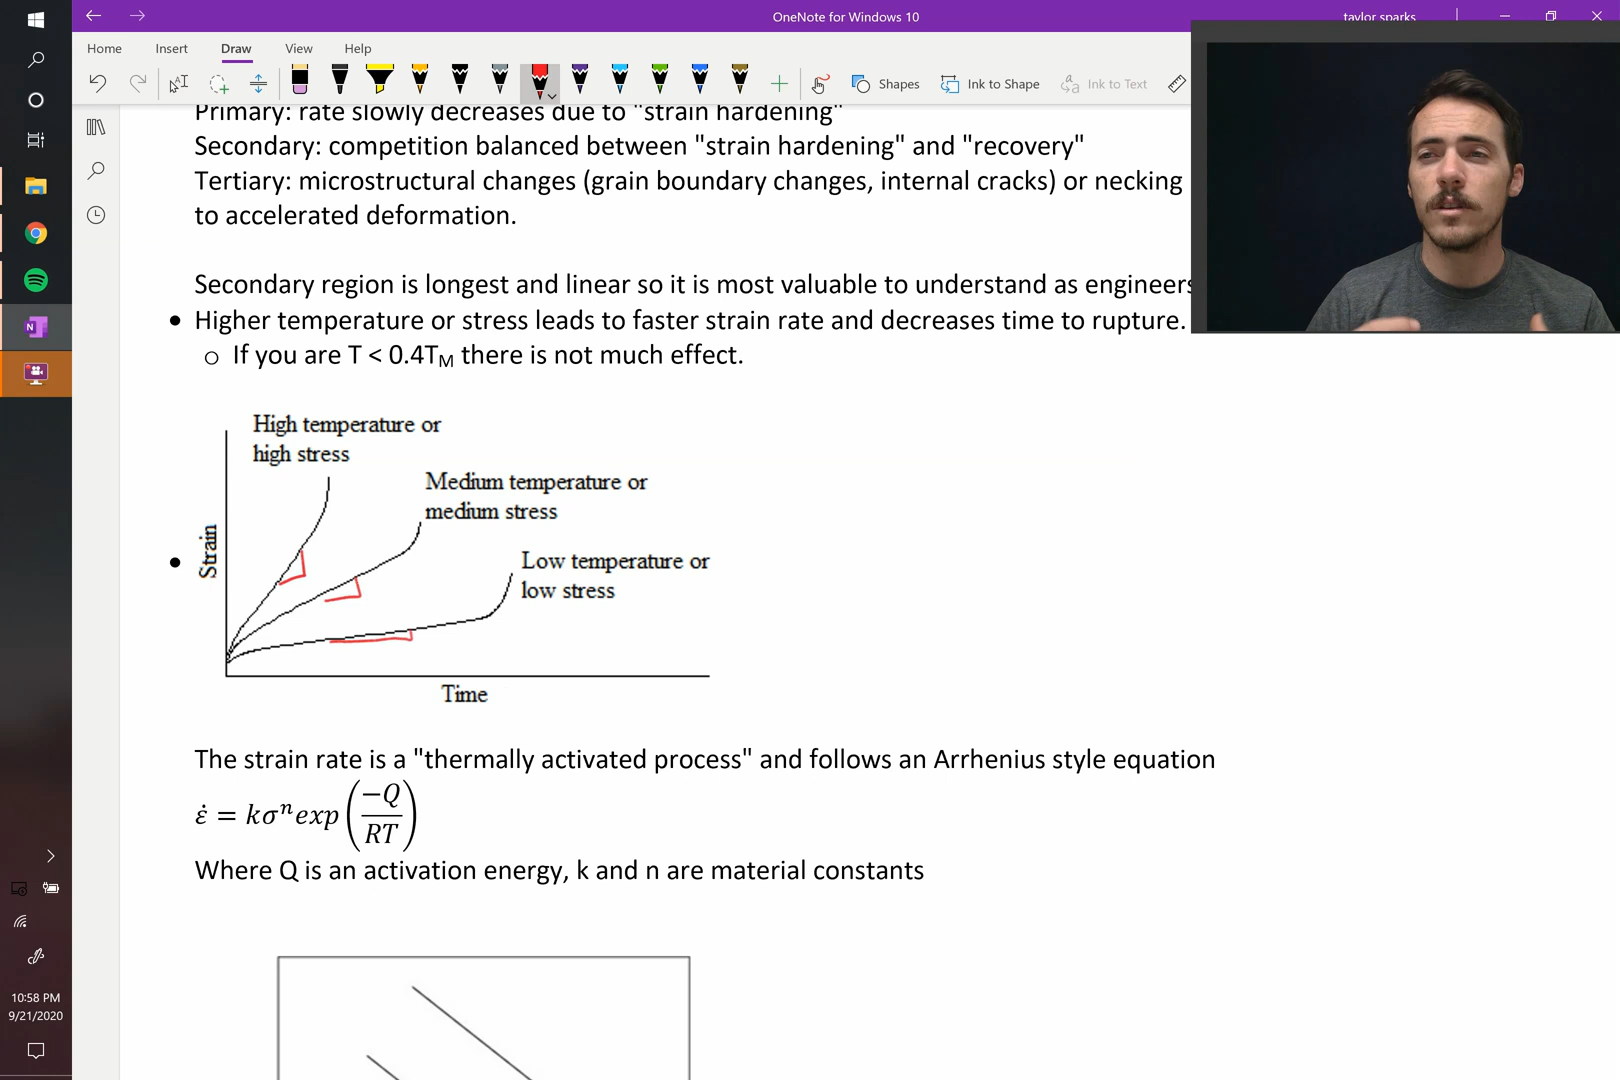 OneNote for Windows 10
taylor sparks
Home Insert Draw View Help
Shapes Ink to Shape Ink to Text
Primary: rate slowly decreases due to "strain hardening"
Secondary: competition balanced between "strain hardening" and "recovery"
Tertiary: microstructural changes (grain boundary changes, internal cracks) or necking
to accelerated deformation.
Secondary region is longest and linear so it is most valuable to understand as engineers
• Higher temperature or stress leads to faster strain rate and decreases time to rupture.
o If you are T < 0.4T_M there is not much effect.
High temperature or
high stress
Medium temperature or
medium stress
Low temperature or
low stress
Strain
Time
The strain rate is a "thermally activated process" and follows an Arrhenius style equation
ε̇ = kσⁿexp(−Q/RT)
Where Q is an activation energy, k and n are material constants
10:58 PM
9/21/2020